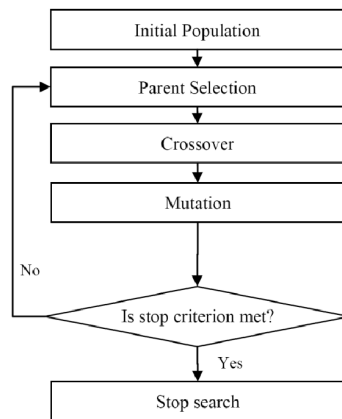 Initial Population
Parent Selection
Crossover
Mutation
No
Is stop criterion met?
Yes
Stop search